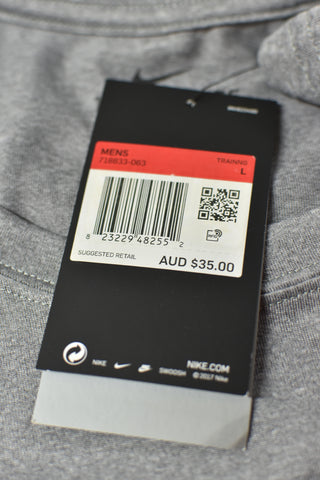 MENS
TRAINING
718833-063
L
8 23229 48255 2
SUGGESTED RETAIL
AUD $35.00
NIKE
SWOOSH
NIKE.COM
© 2017 Nike